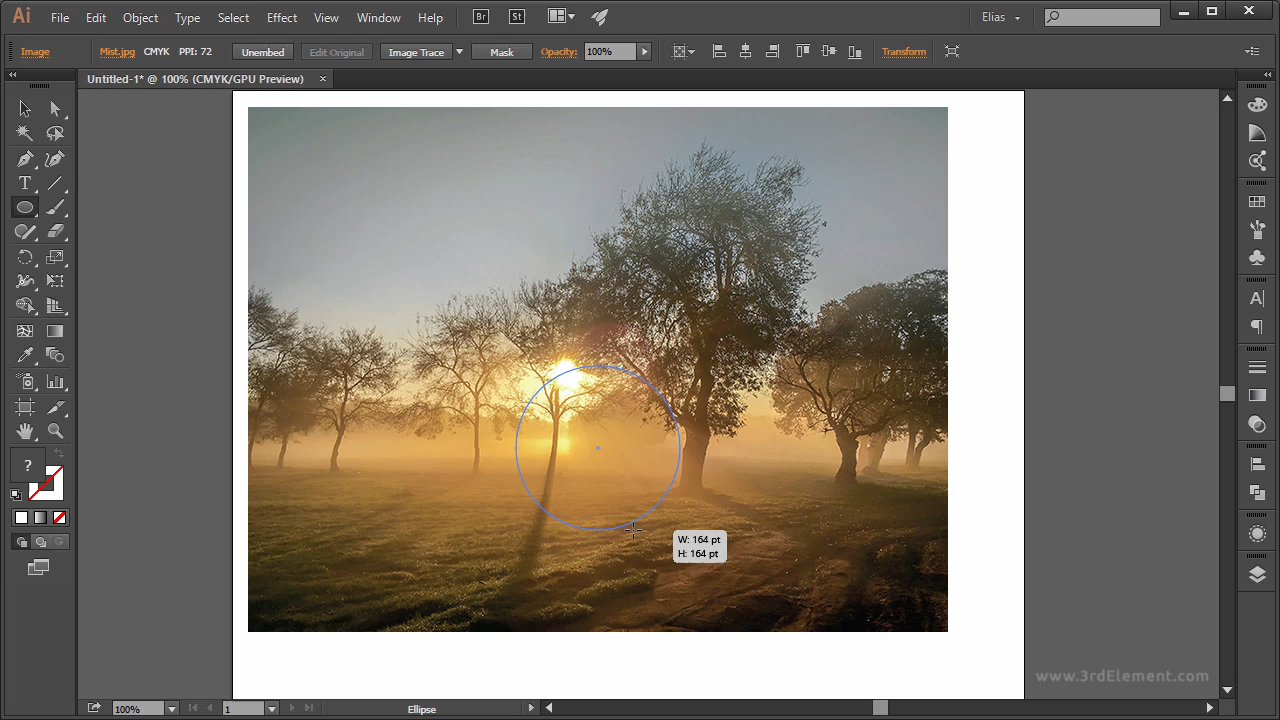 Ai File Edit Object Type Select Effect View Window Help Br St Elias
Image Mist.jpg CMYK PPI: 72 Unembed Edit Original Image Trace Mask Opacity: 100% Transform
Untitled-1* @ 100% (CMYK/GPU Preview)
T
A
?
W: 164 pt
H: 164 pt
www.3rdElement.com
100% 1 Ellipse